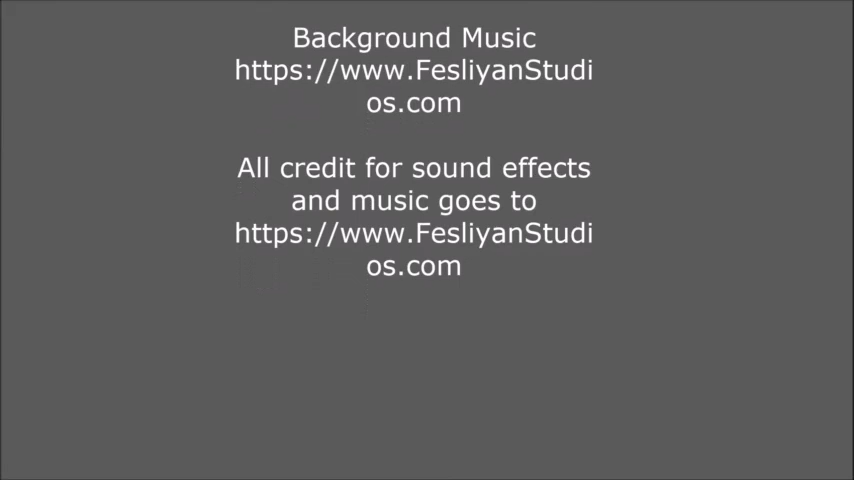 Background Music
https://www.FesliyanStudi
os.com
All credit for sound effects
and music goes to
https://www.FesliyanStudi
os.com